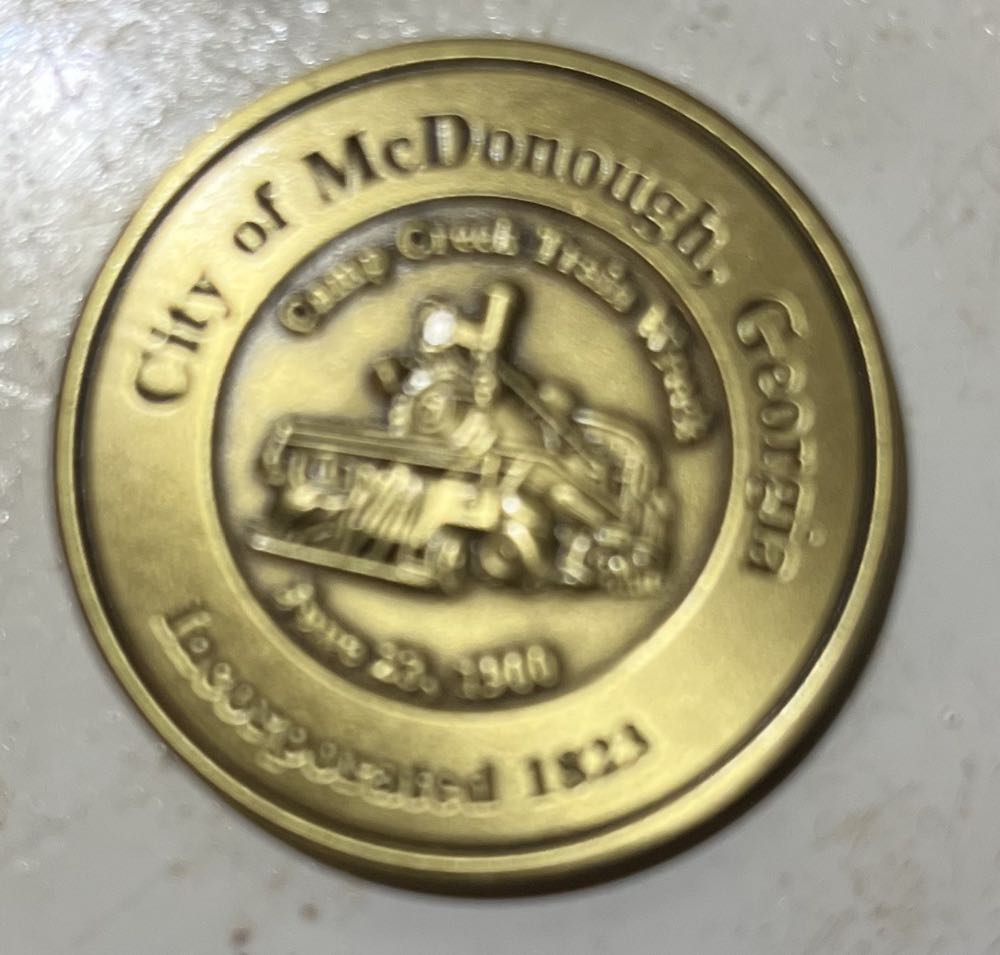 City of McDonough, Georgia
Camp Creek Train Wreck
June 23, 1900
Incorporated 1823